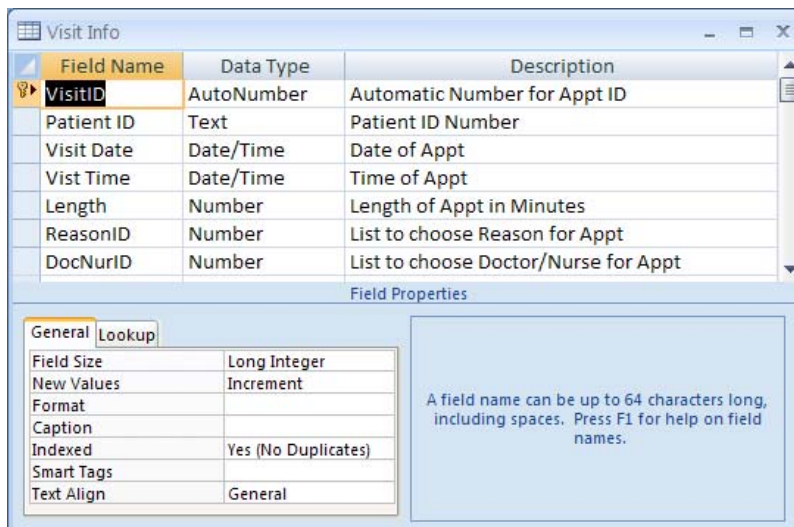 Visit Info
Field Name Data Type Description
VisitID AutoNumber Automatic Number for Appt ID
Patient ID Text Patient ID Number
Visit Date Date/Time Date of Appt
Vist Time Date/Time Time of Appt
Length Number Length of Appt in Minutes
ReasonID Number List to choose Reason for Appt
DocNurID Number List to choose Doctor/Nurse for Appt
Field Properties
General Lookup
Field Size Long Integer
New Values Increment
Format
Caption
Indexed Yes (No Duplicates)
Smart Tags
Text Align General
A field name can be up to 64 characters long,
including spaces. Press F1 for help on field
names.